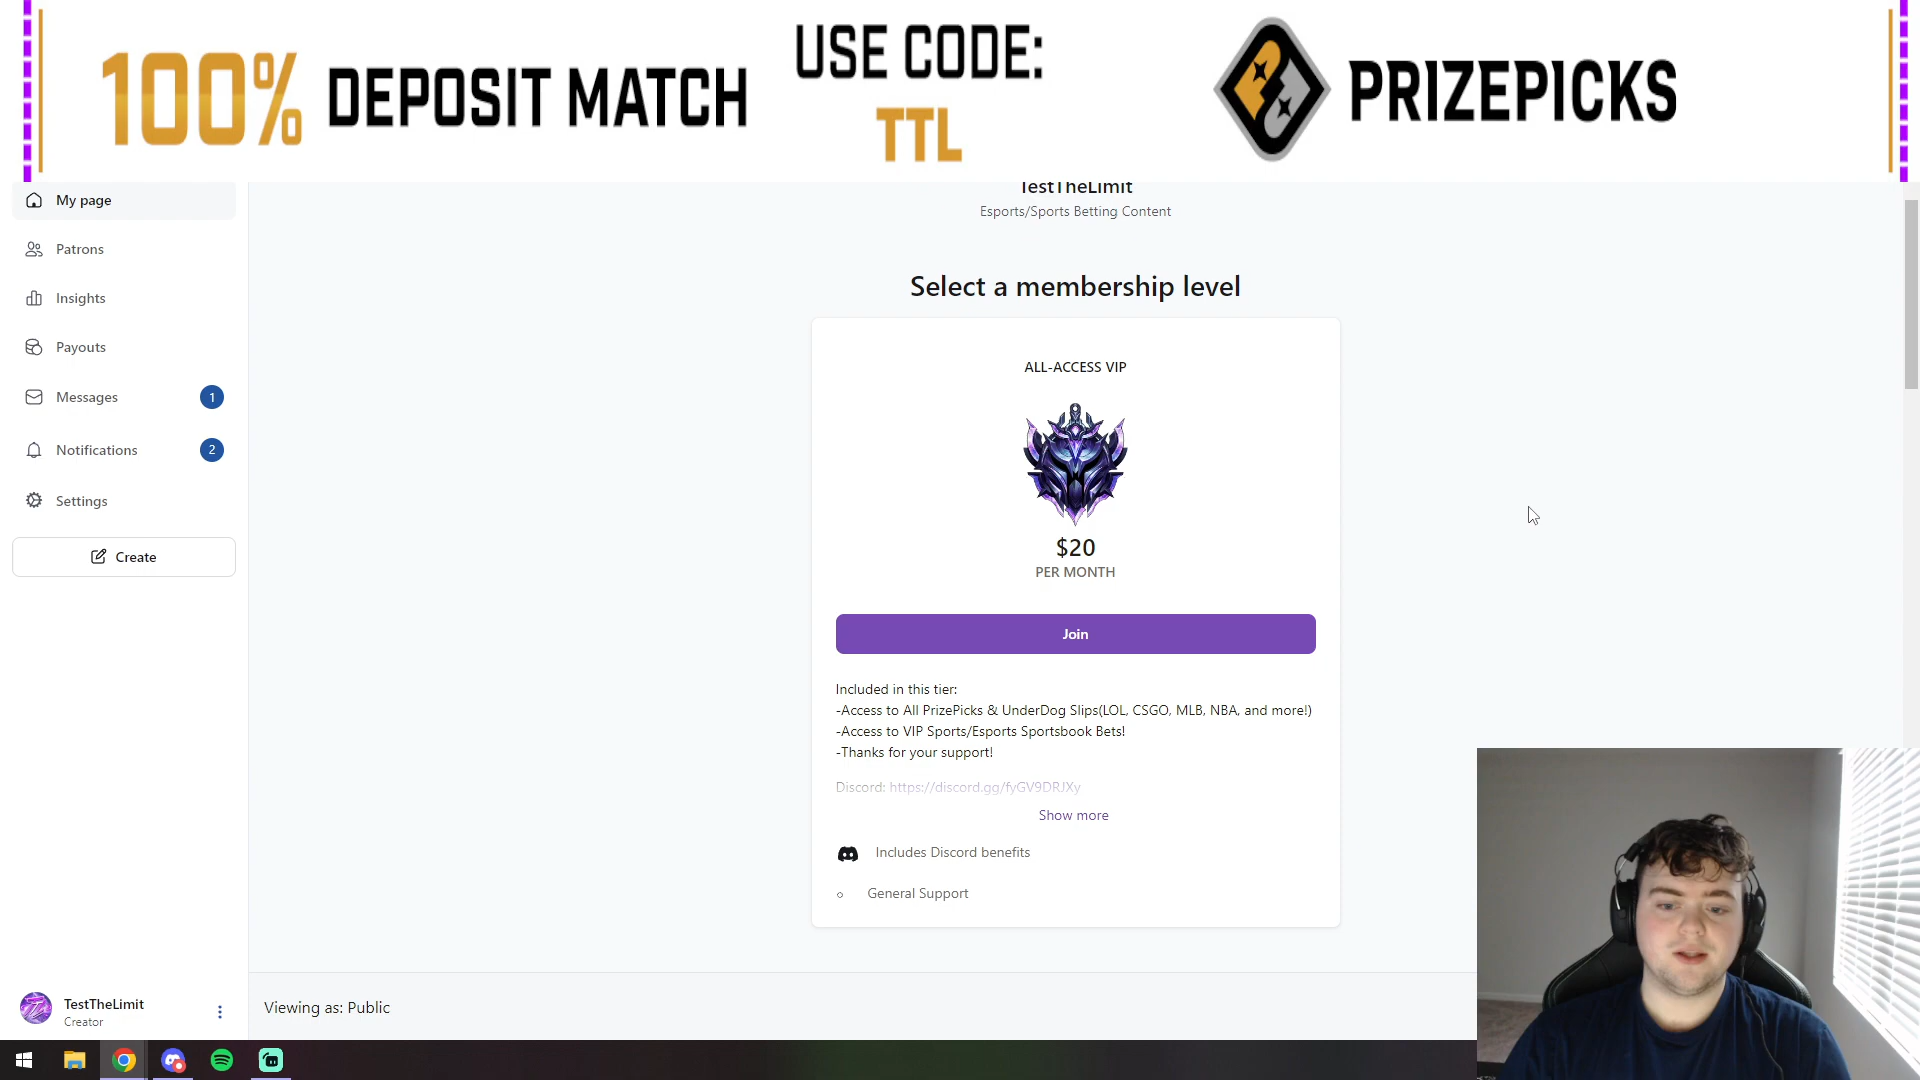 100% DEPOSIT MATCH
USE CODE:
TTL
PRIZEPICKS
My page
Patrons
Insights
Payouts
Messages 1
Notifications 2
Settings
Create
TestTheLimit
Esports/Sports Betting Content
Select a membership level
ALL-ACCESS VIP
$20
PER MONTH
Join
Included in this tier:
-Access to All PrizePicks & UnderDog Slips(LOL, CSGO, MLB, NBA, and more!)
-Access to VIP Sports/Esports Sportsbook Bets!
-Thanks for your support!
Discord: https://discord.gg/fyGV9DRJXy
Show more
Includes Discord benefits
General Support
TestTheLimit
Creator
Viewing as: Public